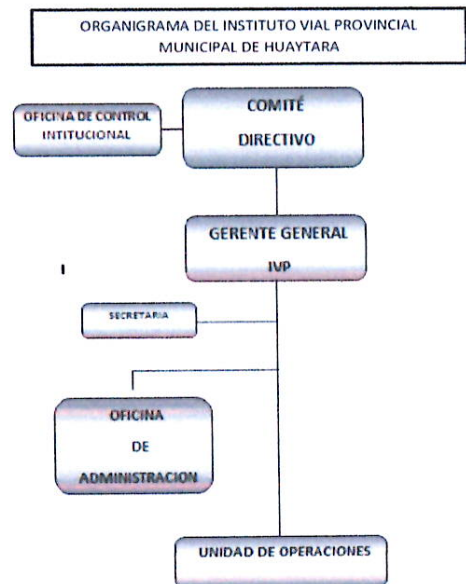 ORGANIGRAMA DEL INSTITUTO VIAL PROVINCIAL
MUNICIPAL DE HUAYTARA
OFICINA DE CONTROL
INTITUCIONAL
COMITÉ
DIRECTIVO
GERENTE GENERAL
IVP
SECRETARIA
OFICINA
DE
ADMINISTRACION
UNIDAD DE OPERACIONES